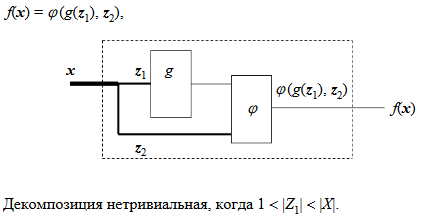 f(x) = φ(g(z₁), z₂),
x
z₁
g
φ
φ(g(z₁), z₂)
f(x)
z₂
Декомпозиция нетривиальная, когда 1 < |Z₁| < |X|.